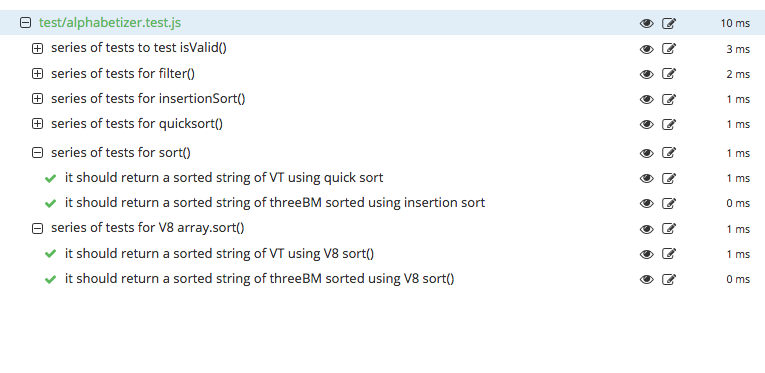 test/alphabetizer.test.js 10 ms
series of tests to test isValid() 3 ms
series of tests for filter() 2 ms
series of tests for insertionSort() 1 ms
series of tests for quicksort() 1 ms
series of tests for sort() 1 ms
it should return a sorted string of VT using quick sort 1 ms
it should return a sorted string of threeBM sorted using insertion sort 0 ms
series of tests for V8 array.sort() 1 ms
it should return a sorted string of VT using V8 sort() 1 ms
it should return a sorted string of threeBM sorted using V8 sort() 0 ms